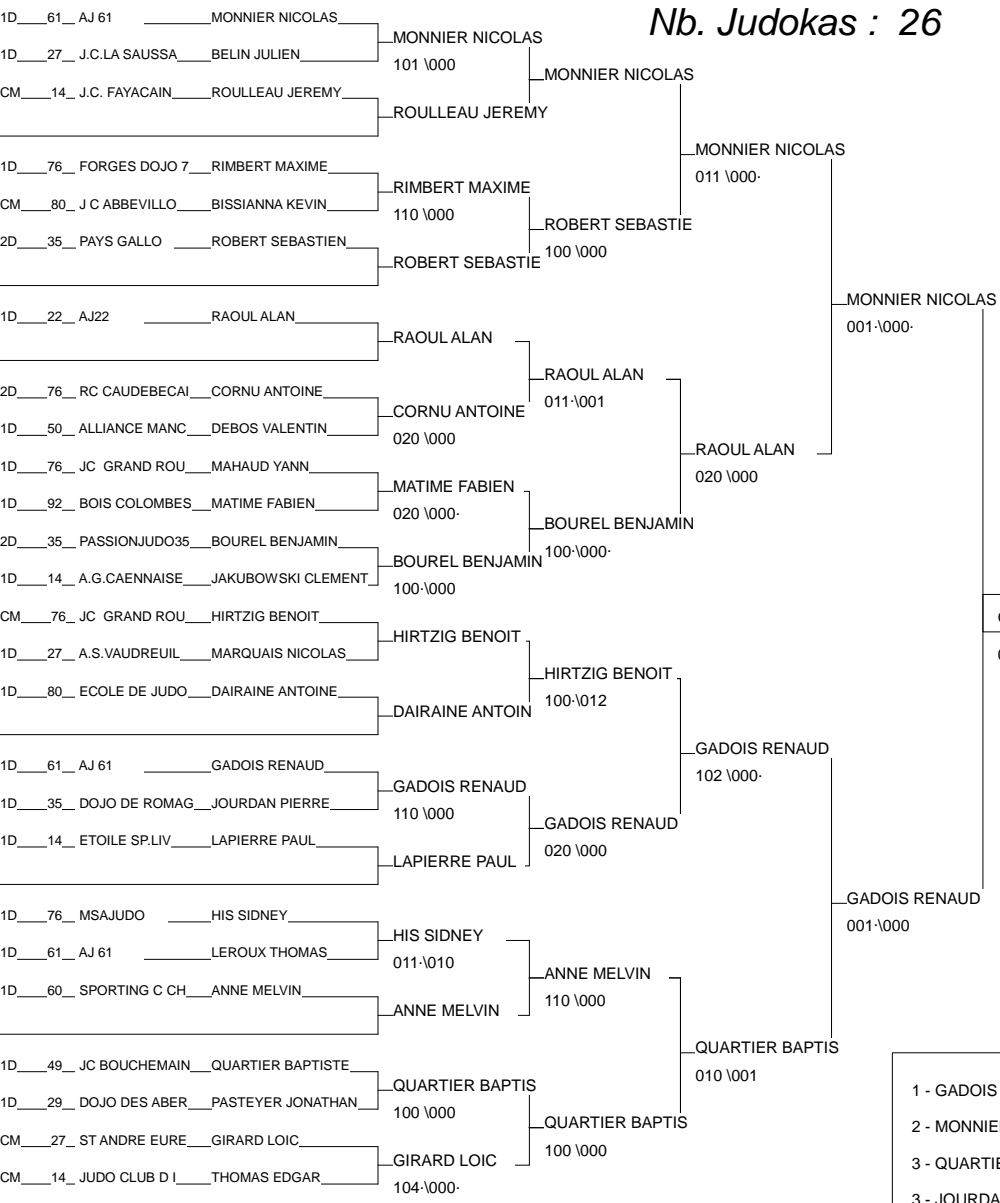 Nb. Judokas : 26
1D 61 AJ 61 MONNIER NICOLAS
1D 27 J.C.LA SAUSSA BELIN JULIEN
CM 14 J.C. FAYACAIN ROULLEAU JEREMY
1D 76 FORGES DOJO 7 RIMBERT MAXIME
CM 80 J C ABBEVILLO BISSIANNA KEVIN
2D 35 PAYS GALLO ROBERT SEBASTIEN
1D 22 AJ22 RAOUL ALAN
2D 76 RC CAUDEBECAI CORNU ANTOINE
1D 50 ALLIANCE MANC DEBOS VALENTIN
1D 76 JC GRAND ROU MAHAUD YANN
1D 92 BOIS COLOMBES MATIME FABIEN
2D 35 PASSIONJUDO35 BOUREL BENJAMIN
1D 14 A.G.CAENNAISE JAKUBOWSKI CLEMENT
CM 76 JC GRAND ROU HIRTZIG BENOIT
1D 27 A.S.VAUDREUIL MARQUAIS NICOLAS
1D 80 ECOLE DE JUDO DAIRAINE ANTOINE
1D 61 AJ 61 GADOIS RENAUD
1D 35 DOJO DE ROMAG JOURDAN PIERRE
1D 14 ETOILE SP.LIV LAPIERRE PAUL
1D 76 MSAJUDO HIS SIDNEY
1D 61 AJ 61 LEROUX THOMAS
1D 60 SPORTING C CH ANNE MELVIN
1D 49 JC BOUCHEMAIN QUARTIER BAPTISTE
1D 29 DOJO DES ABER PASTEYER JONATHAN
CM 27 ST ANDRE EURE GIRARD LOIC
CM 14 JUDO CLUB D I THOMAS EDGAR
MONNIER NICOLAS
101 \000
ROULLEAU JEREMY
RIMBERT MAXIME
110 \000
ROBERT SEBASTIE
RAOUL ALAN
CORNU ANTOINE
020 \000
MATIME FABIEN
020 \000·
BOUREL BENJAMIN
100·\000
HIRTZIG BENOIT
DAIRAINE ANTOIN
GADOIS RENAUD
110 \000
LAPIERRE PAUL
HIS SIDNEY
011·\010
ANNE MELVIN
QUARTIER BAPTIS
100 \000
GIRARD LOIC
104·\000·
MONNIER NICOLAS
ROBERT SEBASTIE
100 \000
RAOUL ALAN
011·\001
BOUREL BENJAMIN
100·\000·
HIRTZIG BENOIT
100·\012
GADOIS RENAUD
020 \000
ANNE MELVIN
110 \000
QUARTIER BAPTIS
100 \000
MONNIER NICOLAS
011 \000·
RAOUL ALAN
020 \000
GADOIS RENAUD
102 \000·
QUARTIER BAPTIS
010 \001
MONNIER NICOLAS
001·\000·
GADOIS RENAUD
001·\000
1 - GADOIS
2 - MONNIE
3 - QUARTIE
3 - JOURDA